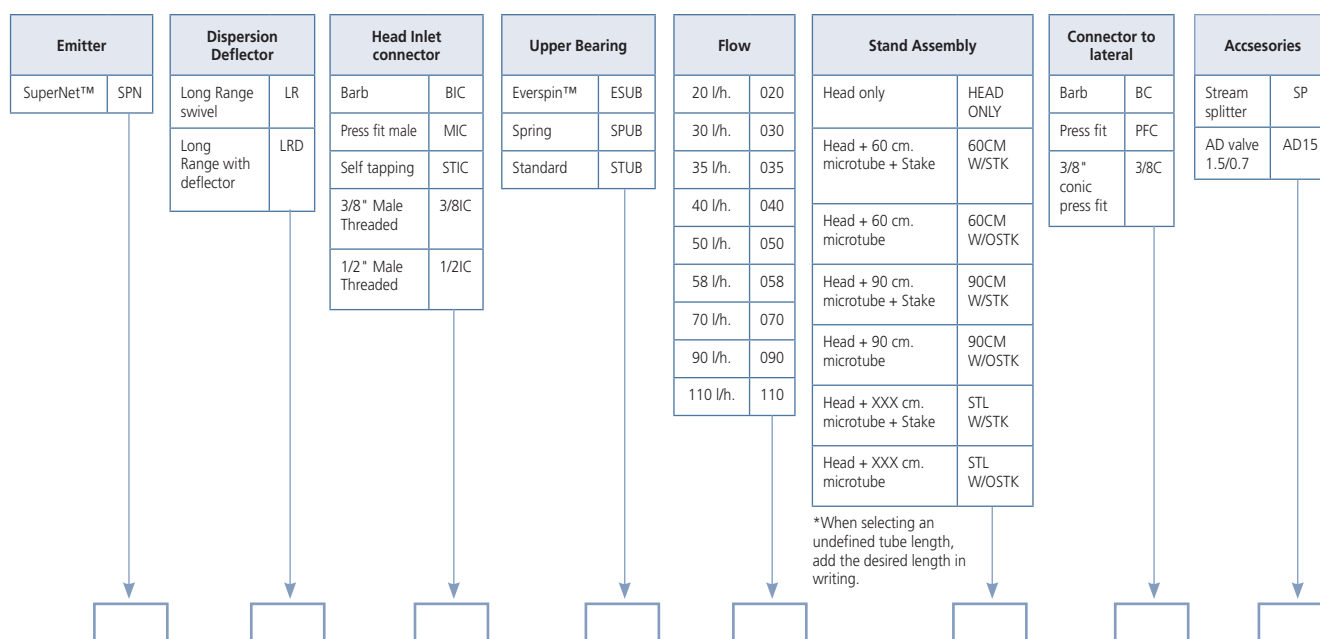 Emitter
SuperNet™ SPN
Dispersion
Deflector
Long Range LR
swivel
Long LRD
Range with
deflector
Head Inlet
connector
Barb BIC
Press fit male MIC
Self tapping STIC
3/8" Male 3/8IC
Threaded
1/2" Male 1/2IC
Threaded
Upper Bearing
Everspin™ ESUB
Spring SPUB
Standard STUB
Flow
20 l/h. 020
30 l/h. 030
35 l/h. 035
40 l/h. 040
50 l/h. 050
58 l/h. 058
70 l/h. 070
90 l/h. 090
110 l/h. 110
Stand Assembly
Head only HEAD
ONLY
Head + 60 cm. 60CM
microtube + Stake W/STK
Head + 60 cm. 60CM
microtube W/OSTK
Head + 90 cm. 90CM
microtube + Stake W/STK
Head + 90 cm. 90CM
microtube W/OSTK
Head + XXX cm. STL
microtube + Stake W/STK
Head + XXX cm. STL
microtube W/OSTK
*When selecting an
undefined tube length,
add the desired length in
writing.
Connector to
lateral
Barb BC
Press fit PFC
3/8" 3/8C
conic
press fit
Accsesories
Stream SP
splitter
AD valve AD15
1.5/0.7